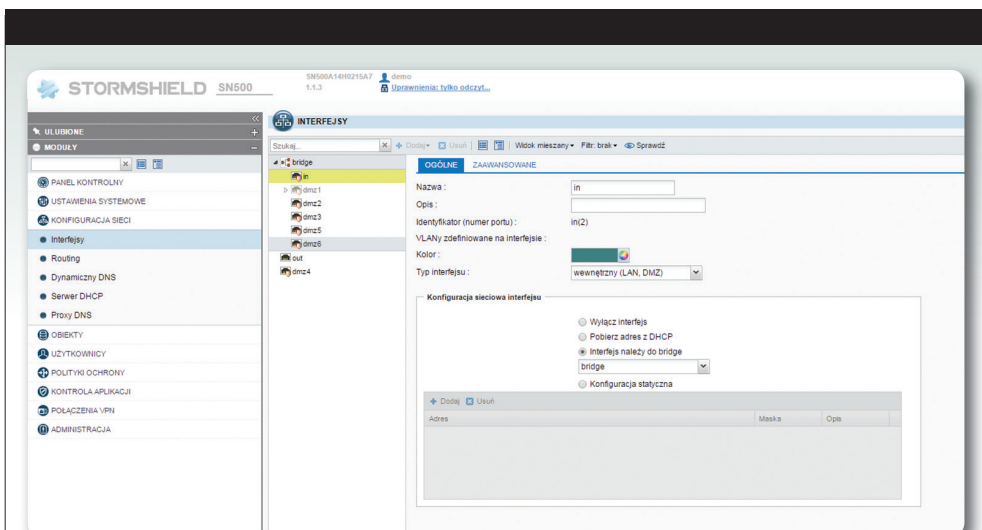 STORMSHIELD SN500
SN500A14H0215A7
1.1.3
demo
Uprawnienia: tylko odczyt...
ULUBIONE
MODUŁY
PANEL KONTROLNY
USTAWIENIA SYSTEMOWE
KONFIGURACJA SIECI
Interfejsy
Routing
Dynamiczny DNS
Serwer DHCP
Proxy DNS
OBIEKTY
UŻYTKOWNICY
POLITYKI OCHRONY
KONTROLA APLIKACJI
POŁĄCZENIA VPN
ADMINISTRACJA
INTERFEJSY
Szukaj... Dodaj Usuń Widok mieszany Filtr: brak Sprawdź
bridge
in
dmz1
dmz2
dmz3
dmz5
dmz6
out
dmz4
OGÓLNE ZAAWANSOWANE
Nazwa : in
Opis :
Identyfikator (numer portu) : in(2)
VLANy zdefiniowane na interfejsie :
Kolor :
Typ interfejsu : wewnętrzny (LAN, DMZ)
Konfiguracja sieciowa interfejsu
Wyłącz interfejs
Pobierz adres z DHCP
Interfejs należy do bridge
bridge
Konfiguracja statyczna
Dodaj Usuń
Adres Maska Opis